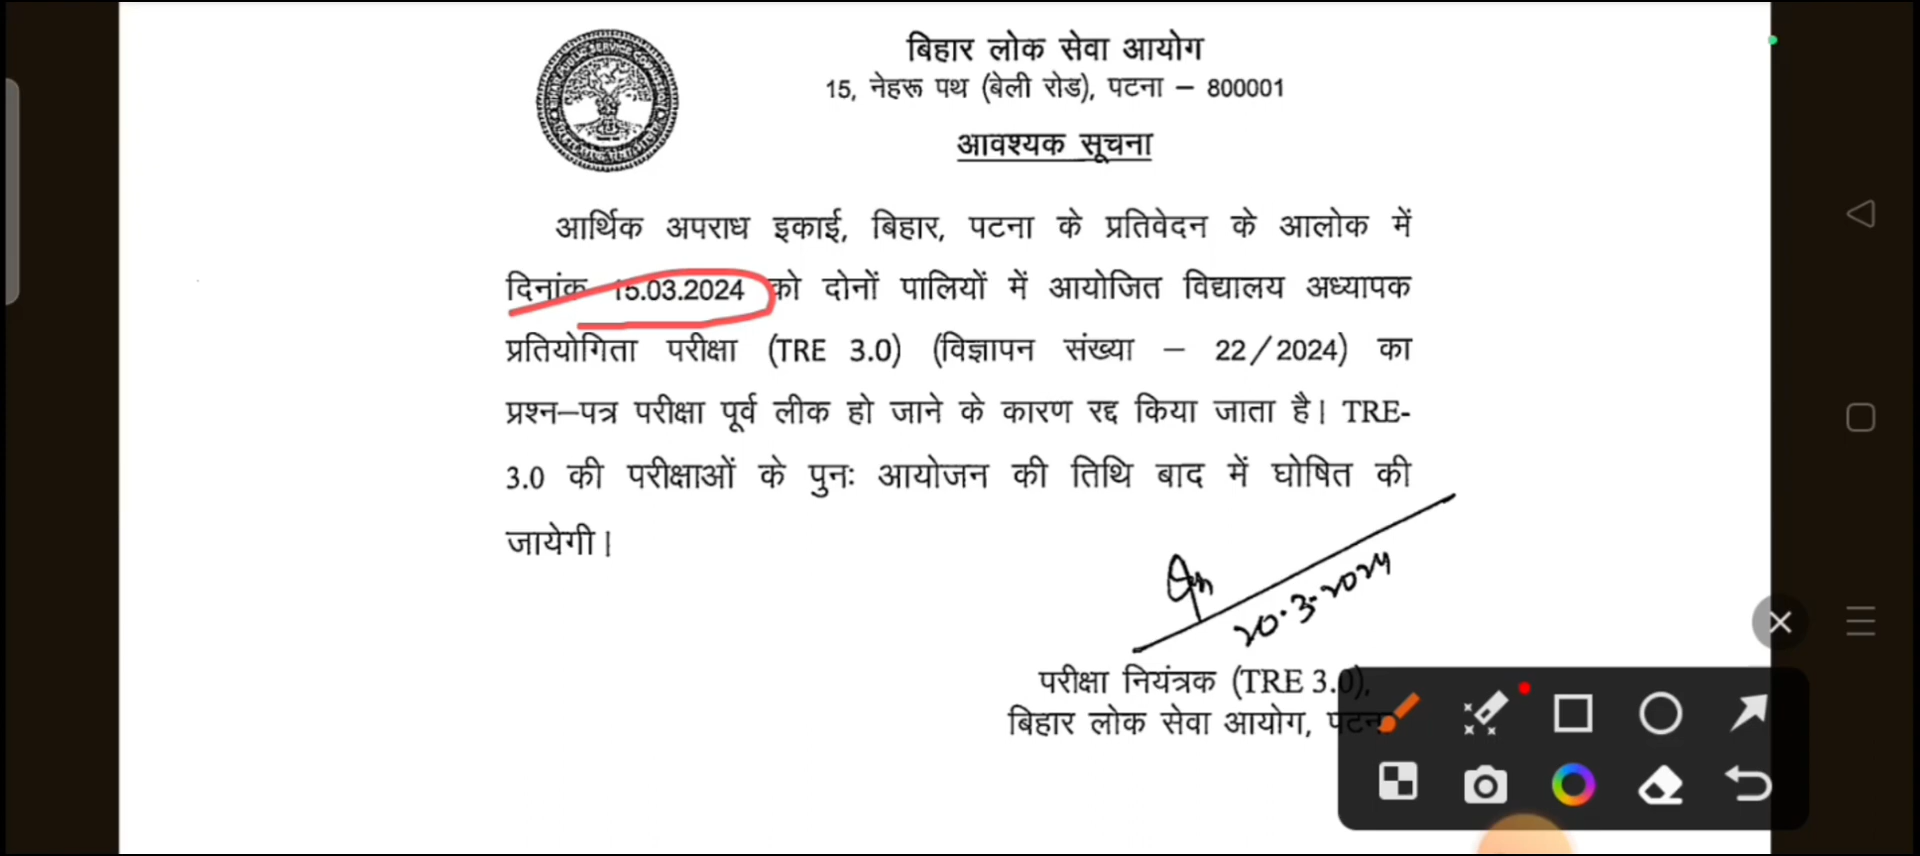 बिहार लोक सेवा आयोग
15, नेहरू पथ (बेली रोड), पटना – 800001
आवश्यक सूचना
आर्थिक अपराध इकाई, बिहार, पटना के प्रतिवेदन के आलोक में
दिनांक 15.03.2024 को दोनों पालियों में आयोजित विद्यालय अध्यापक
प्रतियोगिता परीक्षा (TRE 3.0) (विज्ञापन संख्या – 22/2024) का
प्रश्न–पत्र परीक्षा पूर्व लीक हो जाने के कारण रद्द किया जाता है। TRE-
3.0 की परीक्षाओं के पुनः आयोजन की तिथि बाद में घोषित की
जायेगी।
20.3.2024
परीक्षा नियंत्रक (TRE 3.0),
बिहार लोक सेवा आयोग, पटना